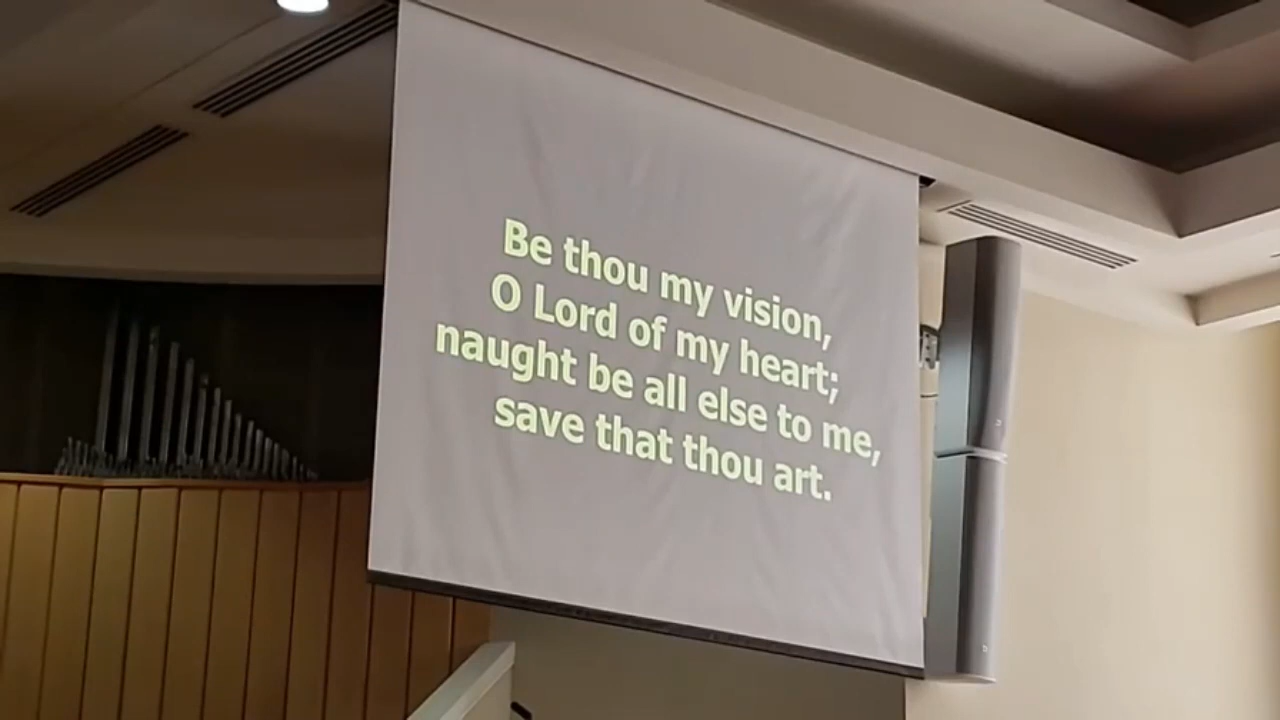 Be thou my vision,
O Lord of my heart;
naught be all else to me,
save that thou art.